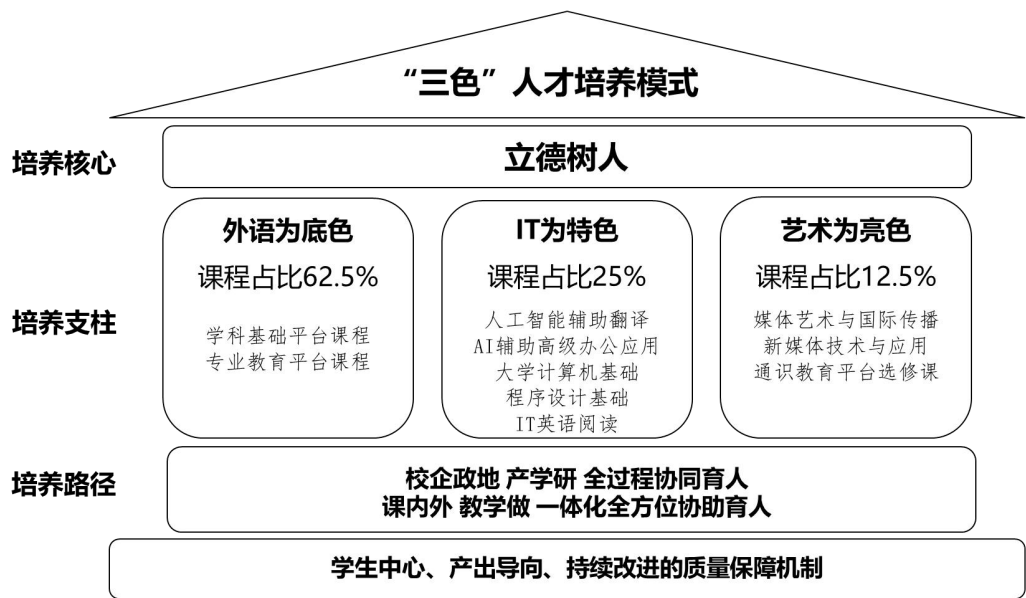 “三色”人才培养模式
培养核心
立德树人
培养支柱
外语为底色
课程占比62.5%
学科基础平台课程
专业教育平台课程
IT为特色
课程占比25%
人工智能辅助翻译
AI辅助高级办公应用
大学计算机基础
程序设计基础
IT英语阅读
艺术为亮色
课程占比12.5%
媒体艺术与国际传播
新媒体技术与应用
通识教育平台选修课
培养路径
校企政地 产学研 全过程协同育人
课内外 教学做 一体化全方位协助育人
学生中心、产出导向、持续改进的质量保障机制